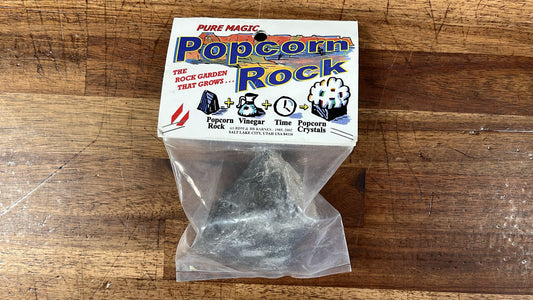 PURE MAGIC
Popcorn
Rock
THE
ROCK GARDEN
THAT GROWS...
Popcorn Rock + Vinegar + Time Popcorn Crystals
SALT LAKE CITY, UTAH USA